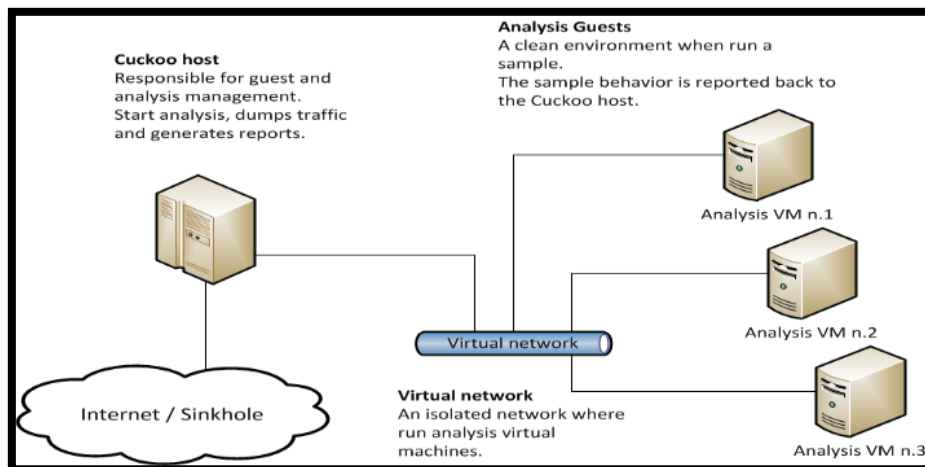 Cuckoo host
Responsible for guest and
analysis management.
Start analysis, dumps traffic
and generates reports.
Analysis Guests
A clean environment when run a
sample.
The sample behavior is reported back to
the Cuckoo host.
Analysis VM n.1
Analysis VM n.2
Virtual network
Virtual network
An isolated network where
run analysis virtual
machines.
Internet / Sinkhole
Analysis VM n.3